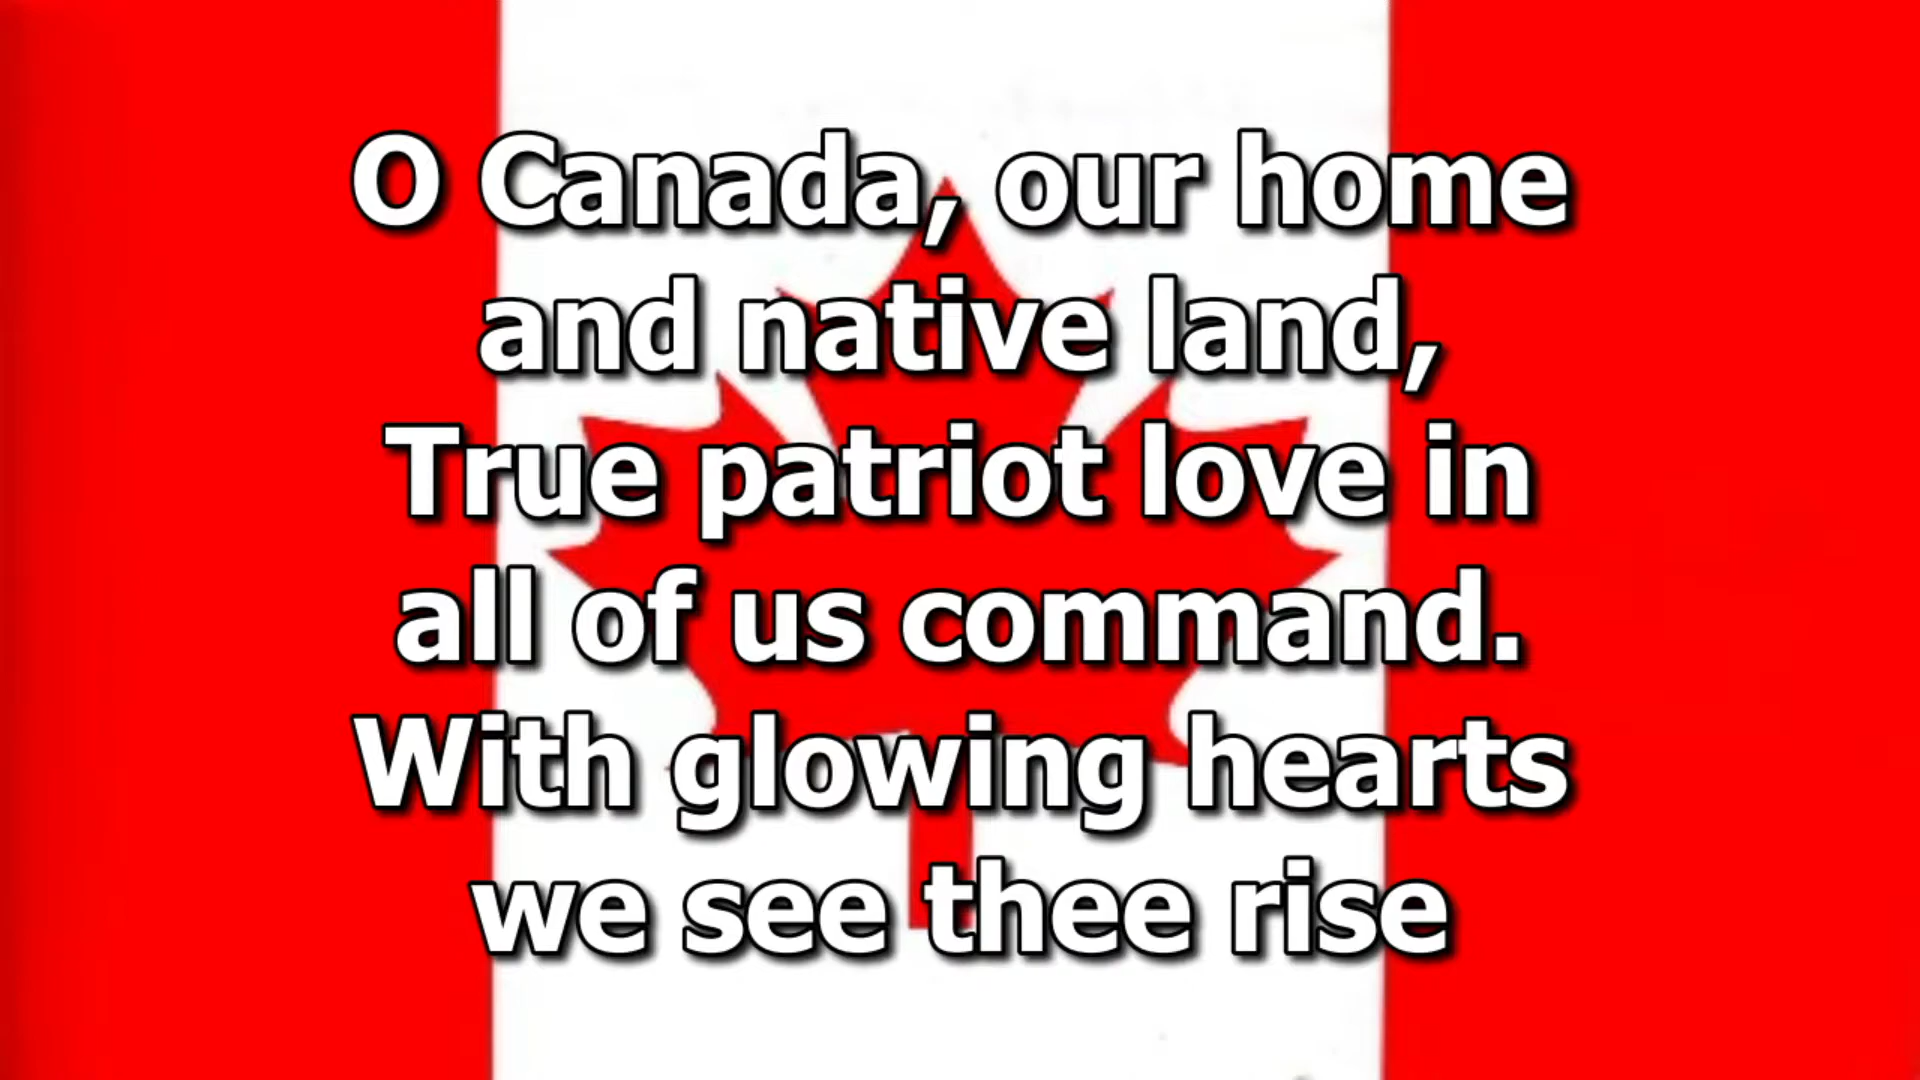 O Canada, our home
and native land,
True patriot love in
all of us command.
With glowing hearts
we see thee rise